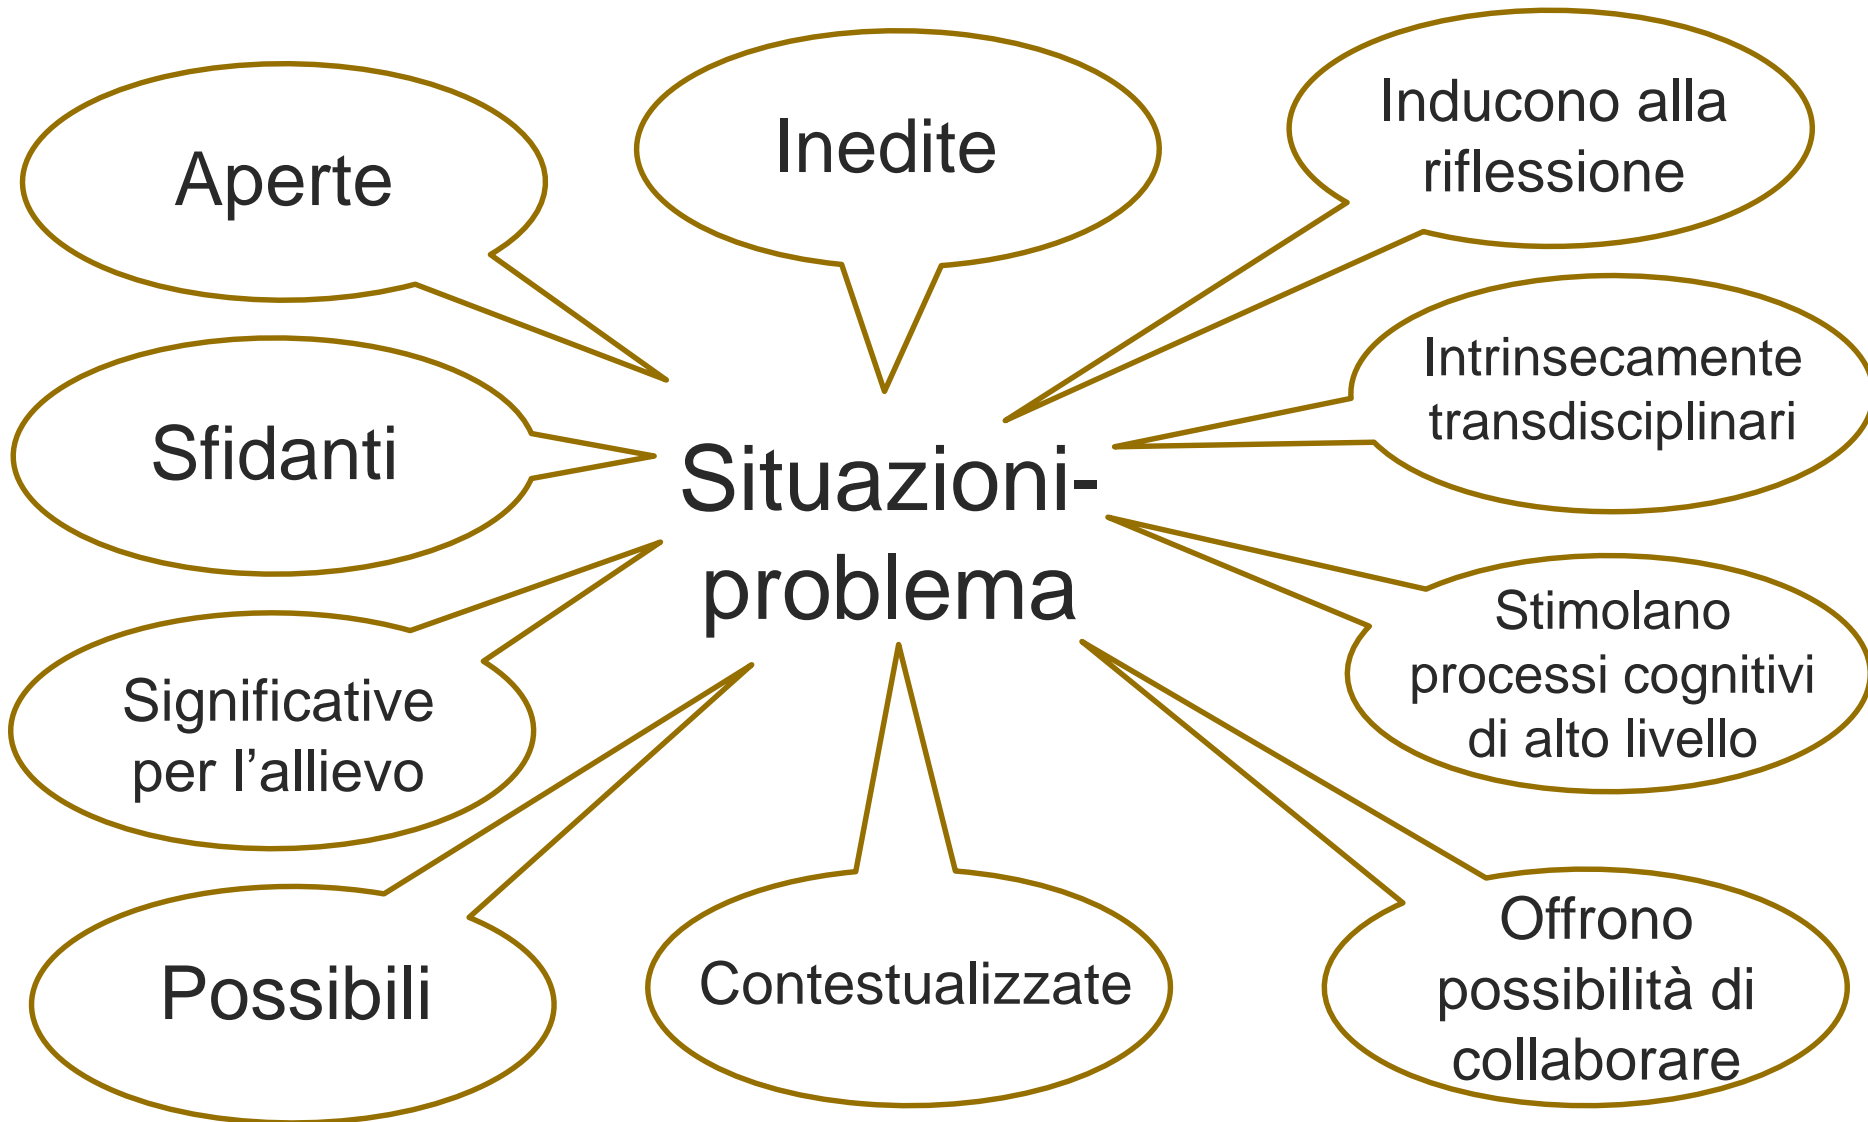 Aperte
Inedite
Inducono alla
riflessione
Sfidanti
Intrinsecamente
transdisciplinari
Situazioni-
problema
Significative
per l’allievo
Stimolano
processi cognitivi
di alto livello
Possibili
Contestualizzate
Offrono
possibilità di
collaborare